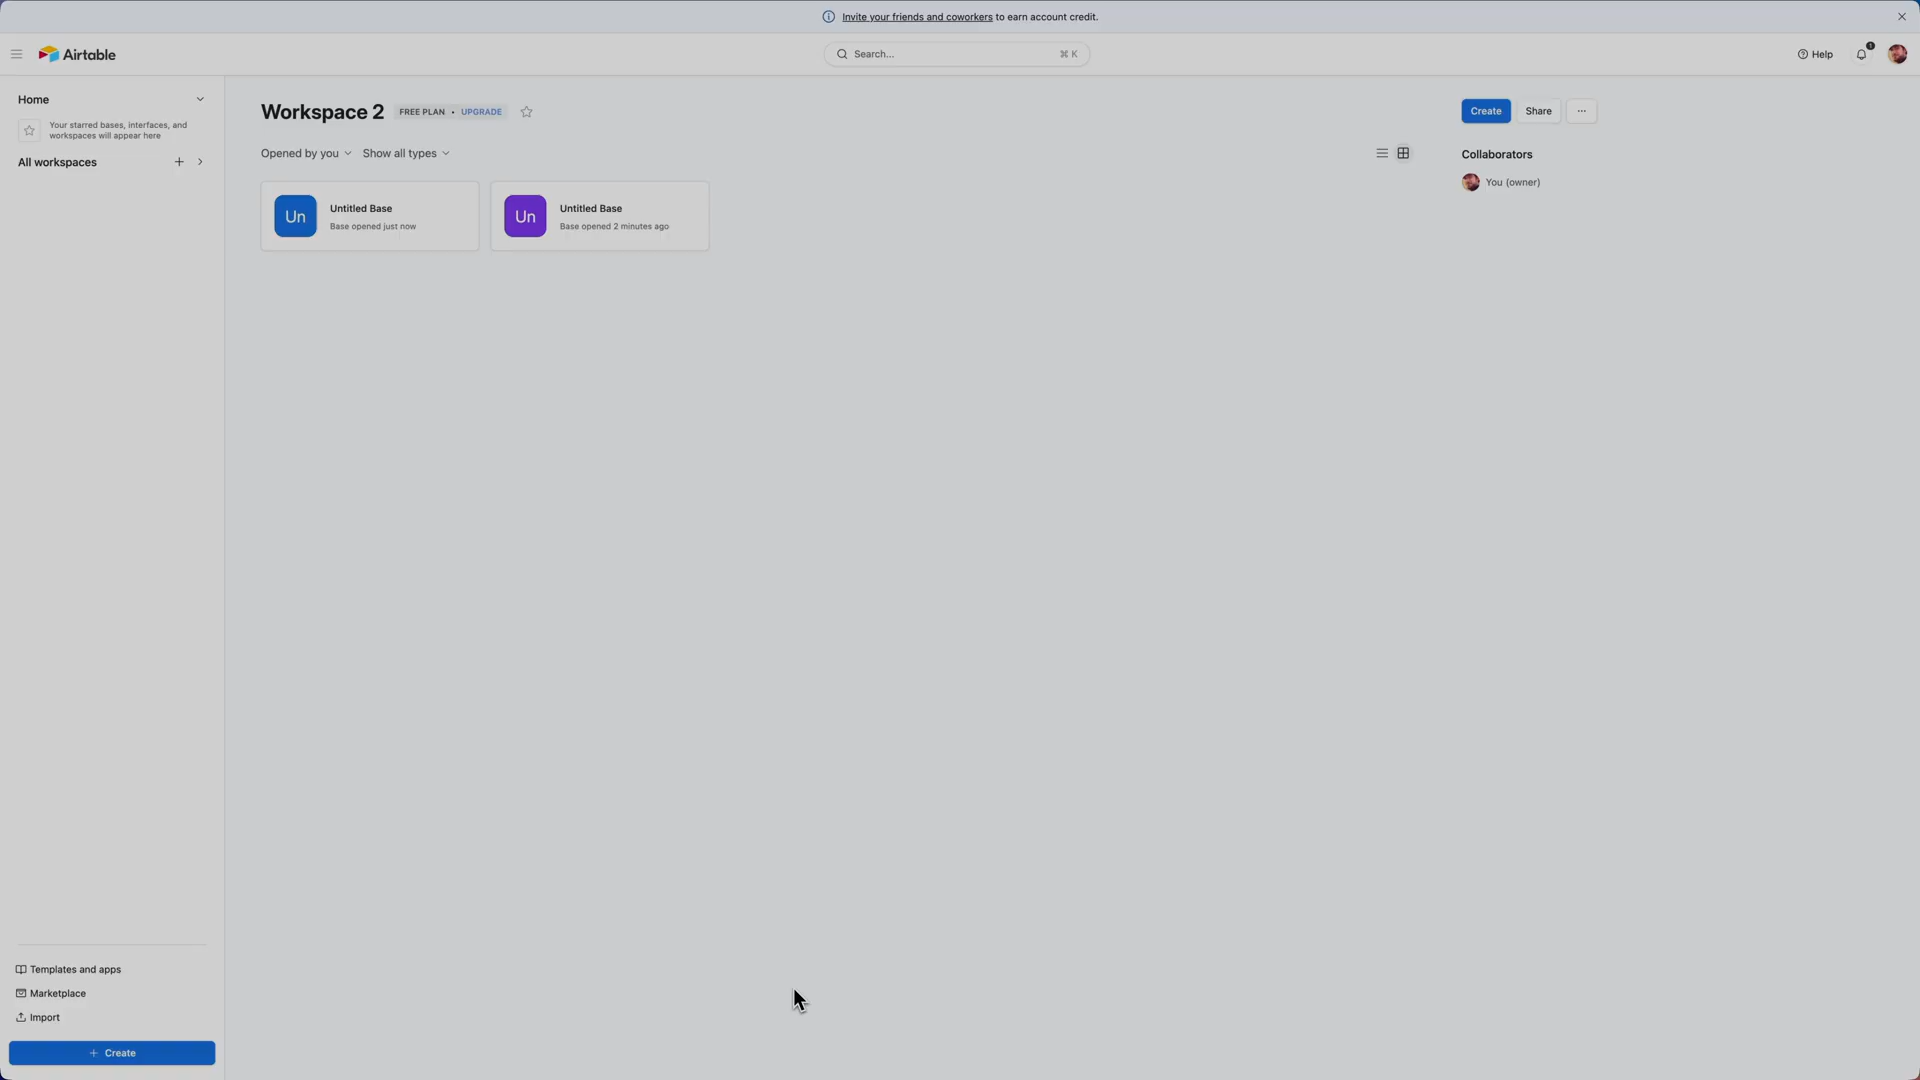 Invite your friends and coworkers to earn account credit.
Airtable
Search...
⌘ K
Help
1
Home
Your starred bases, interfaces, and
workspaces will appear here
All workspaces
Workspace 2
FREE PLAN • UPGRADE
Create
Share
...
Opened by you
Show all types
Collaborators
You (owner)
Un
Untitled Base
Base opened just now
Un
Untitled Base
Base opened 2 minutes ago
Templates and apps
Marketplace
Import
+ Create